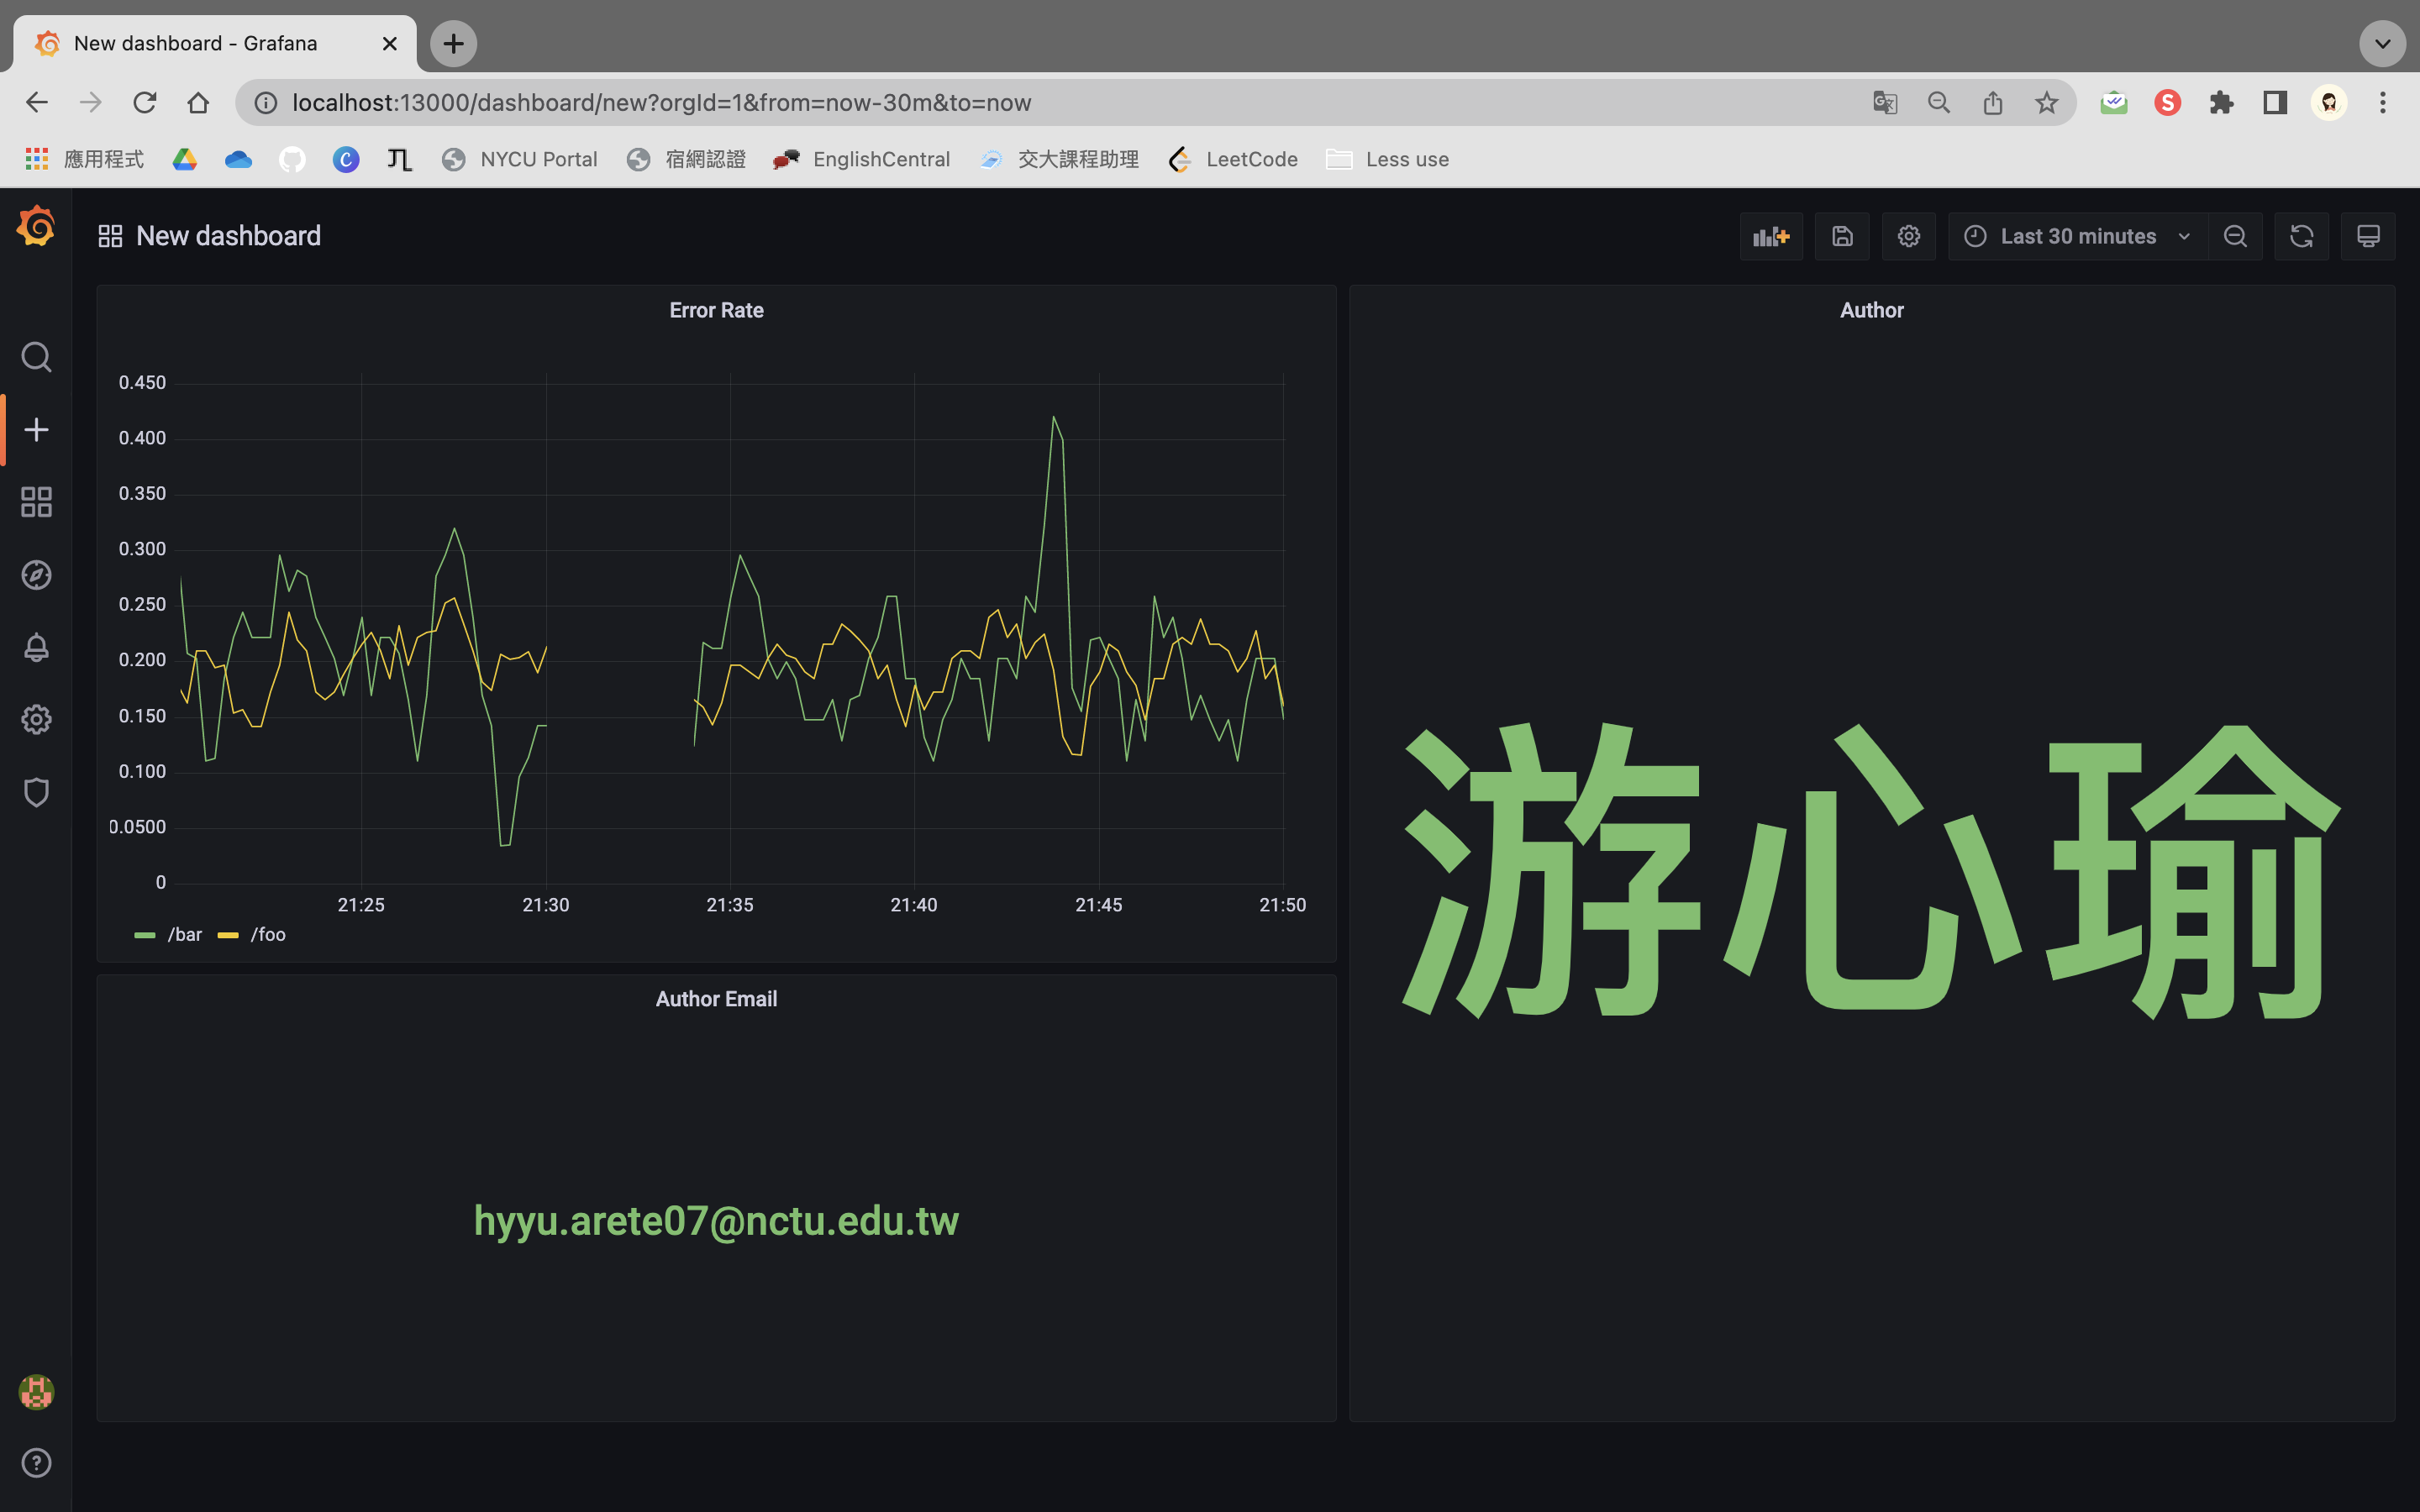 New dashboard - Grafana
localhost:13000/dashboard/new?orgId=1&from=now-30m&to=now
應用程式 NYCU Portal 宿網認證 EnglishCentral 交大課程助理 LeetCode Less use
New dashboard
Last 30 minutes
Error Rate
0.450
0.400
0.350
0.300
0.250
0.200
0.150
0.100
0.0500
0
21:25 21:30 21:35 21:40 21:45 21:50
/bar /foo
Author
游心瑜
Author Email
hyyu.arete07@nctu.edu.tw